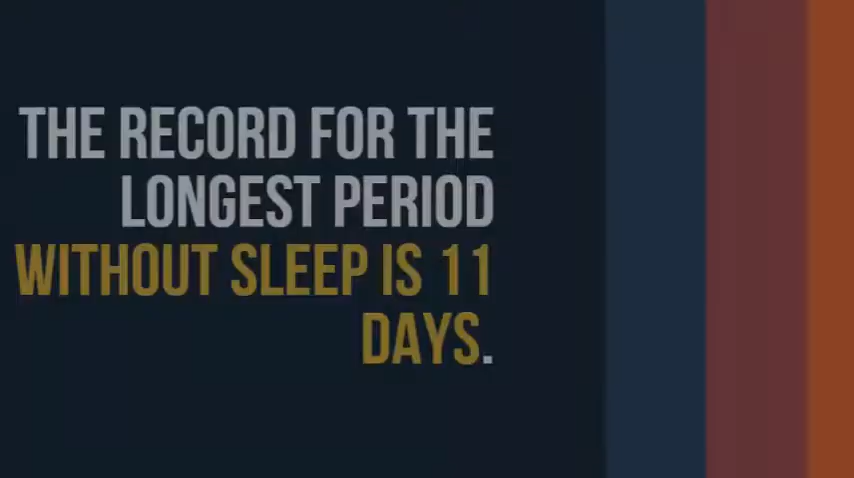 THE RECORD FOR THE
LONGEST PERIOD
WITHOUT SLEEP IS 11
DAYS.